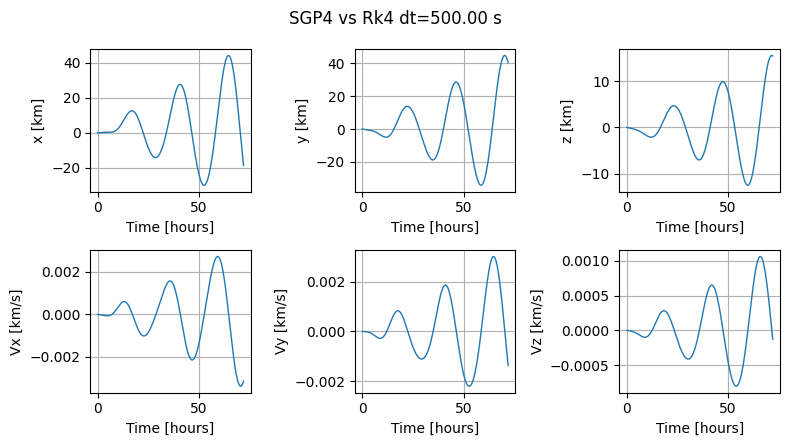 SGP4 vs Rk4 dt=500.00 s
40
20
0
−20
x [km]
0
50
Time [hours]
40
20
0
−20
y [km]
0
50
Time [hours]
10
0
−10
z [km]
0
50
Time [hours]
0.002
0.000
−0.002
Vx [km/s]
0
50
Time [hours]
0.002
0.000
−0.002
Vy [km/s]
0
50
Time [hours]
0.0010
0.0005
0.0000
−0.0005
Vz [km/s]
0
50
Time [hours]